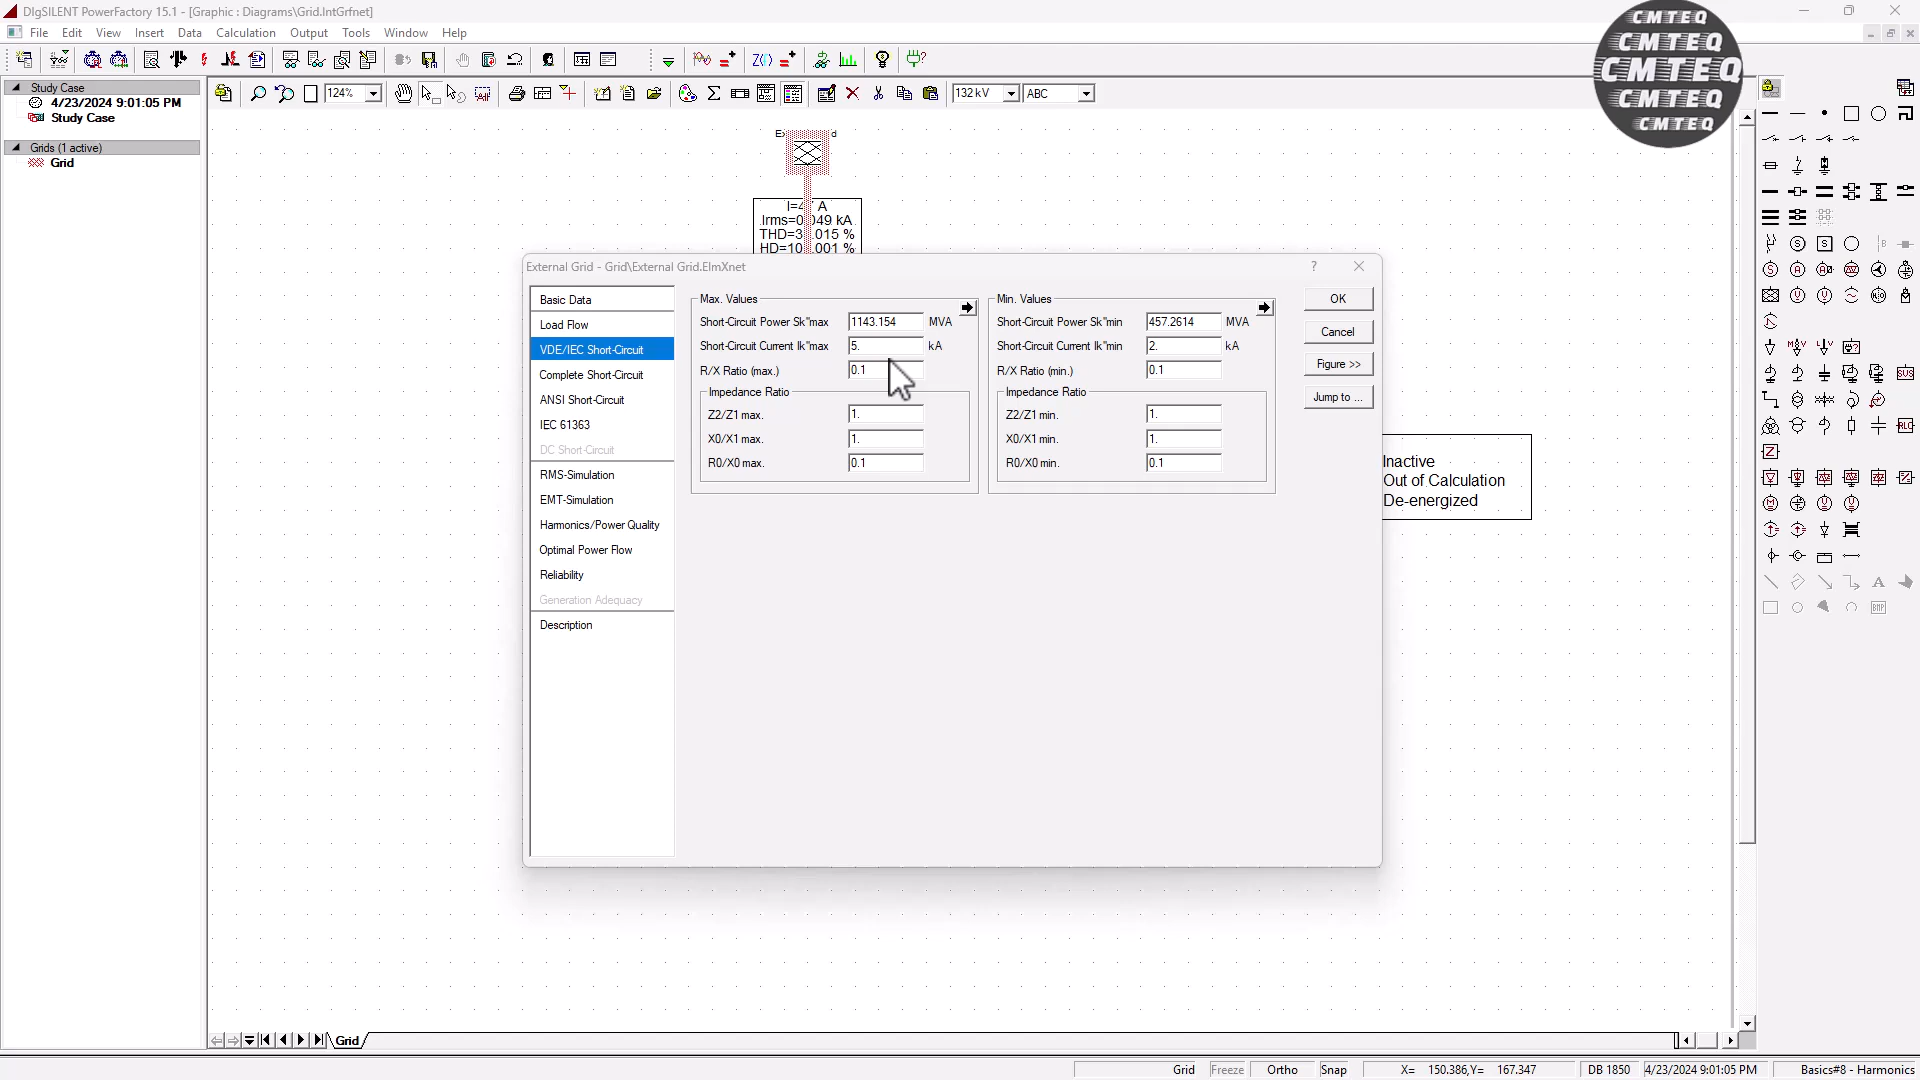 DIgSILENT PowerFactory 15.1 - [Graphic : Diagrams\Grid.IntGrfnet]
File Edit View Insert Data Calculation Output Tools Window Help
124% 132 kV ABC
Study Case
4/23/2024 9:01:05 PM
Study Case
Grids (1 active)
Grid
CMTEQ
CMTEQ
CMTEQ
CMTEQ
CMTEQ
A
Irms=0.049 kA
External Grid - Grid\External Grid.ElmXnet
?
Basic Data
Load Flow
VDE/IEC Short-Circuit
Complete Short-Circuit
ANSI Short-Circuit
IEC 61363
DC Short-Circuit
RMS-Simulation
EMT-Simulation
Harmonics/Power Quality
Optimal Power Flow
Reliability
Generation Adequacy
Description
Max. Values
Short-Circuit Power Sk"max 1143.154 MVA
Short-Circuit Current Ik"max 5. kA
R/X Ratio (max.) 0.1
Impedance Ratio
Z2/Z1 max. 1.
X0/X1 max. 1.
R0/X0 max. 0.1
Min. Values
Short-Circuit Power Sk"min 457.2614 MVA
Short-Circuit Current Ik"min 2. kA
R/X Ratio (min.) 0.1
Impedance Ratio
Z2/Z1 min. 1.
X0/X1 min. 1.
R0/X0 min. 0.1
OK
Cancel
Figure >>
Jump to ...
Inactive
Out of Calculation
De-energized
Grid
Grid Freeze Ortho Snap X= 150.386,Y= 167.347 DB 1850 4/23/2024 9:01:05 PM Basics#8 - Harmonics